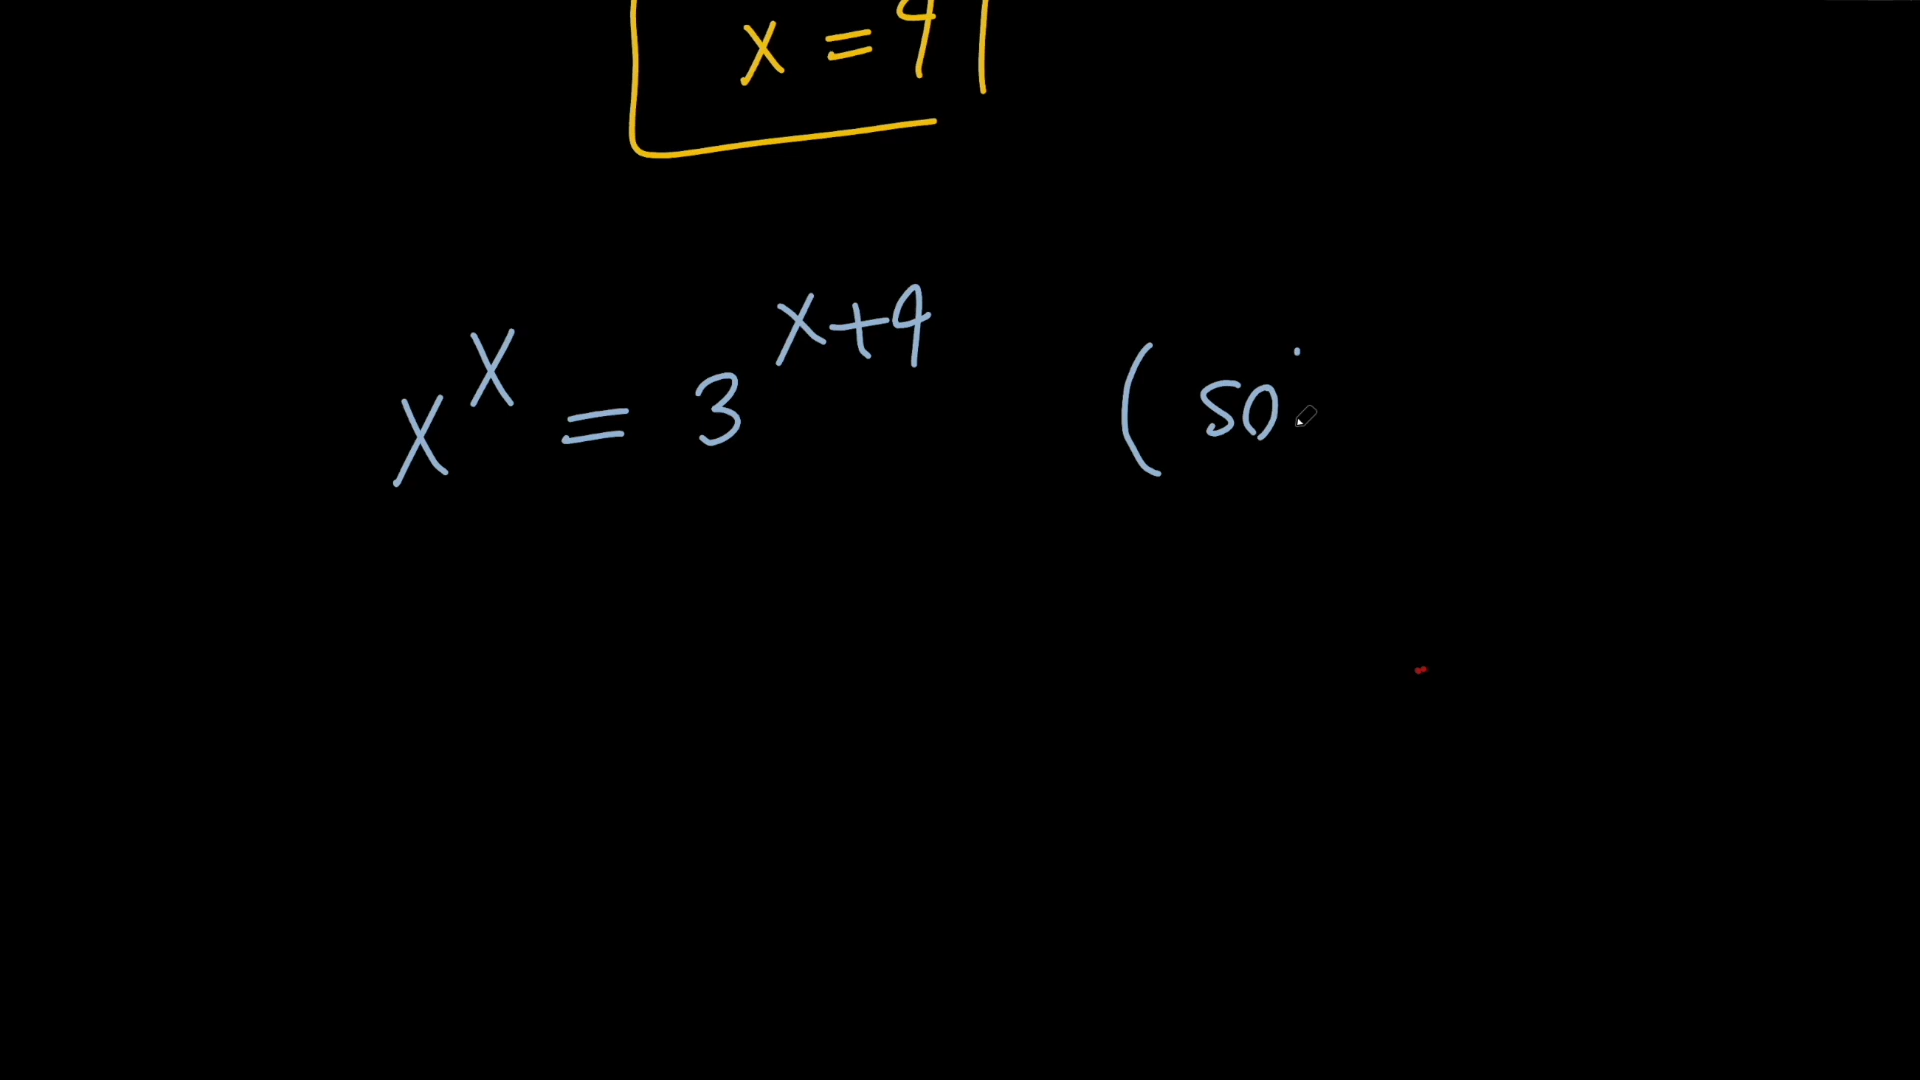 x = 9
x^x = 3^{x+9} ( so